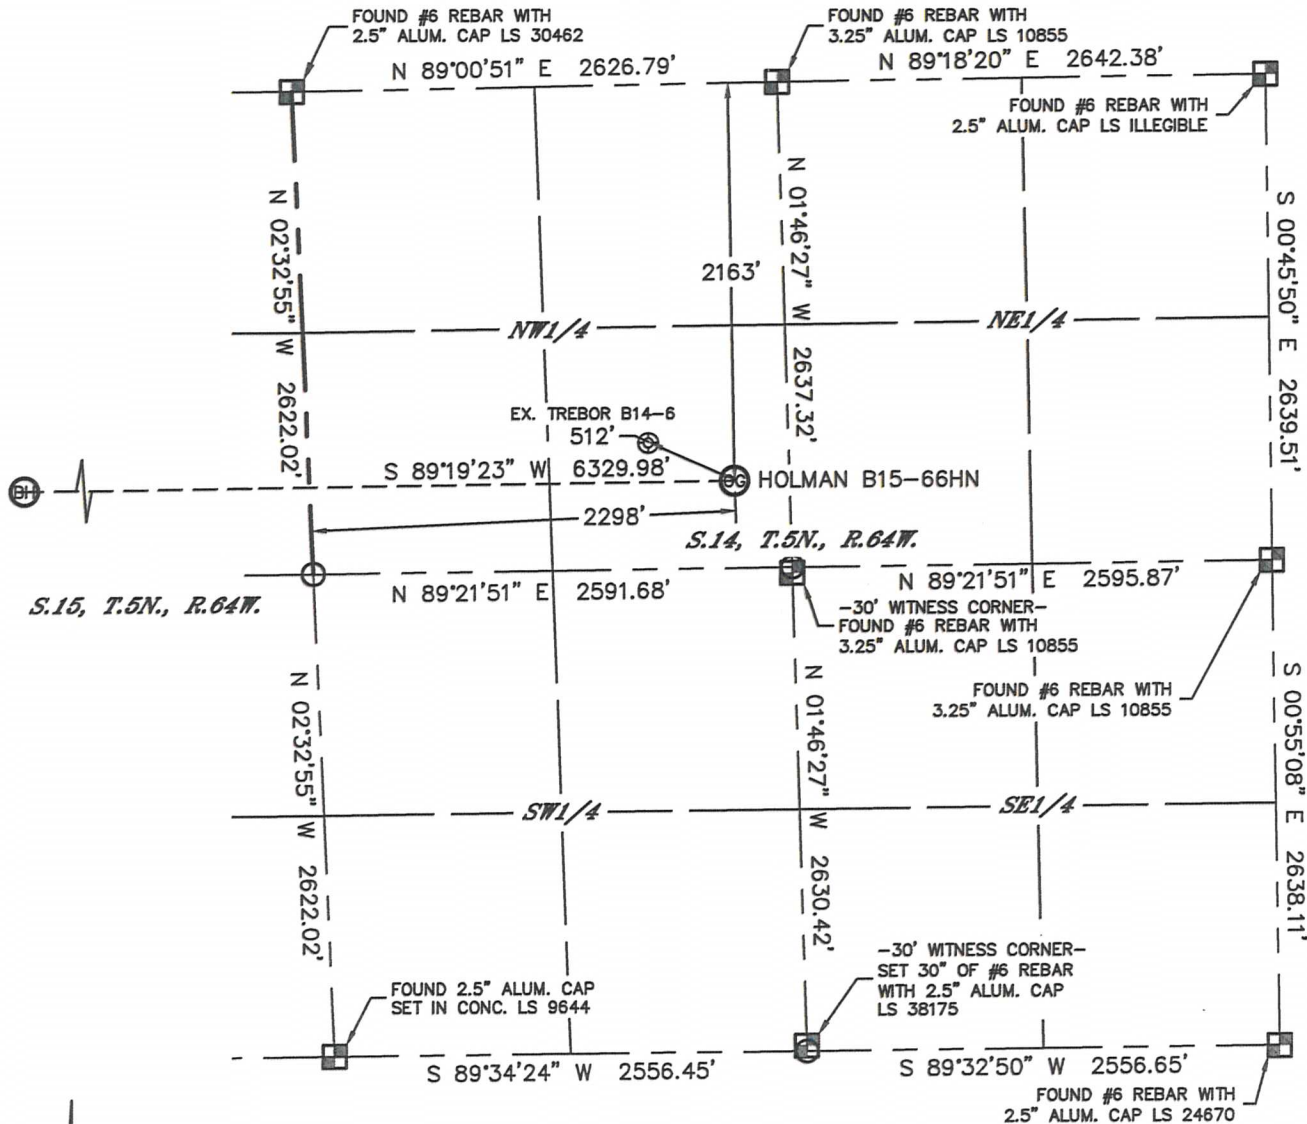 FOUND #6 REBAR WITH
2.5" ALUM. CAP LS 30462
FOUND #6 REBAR WITH
3.25" ALUM. CAP LS 10855
N 89°00'51" E 2626.79'
N 89°18'20" E 2642.38'
FOUND #6 REBAR WITH
2.5" ALUM. CAP LS ILLEGIBLE
N 02°32'55" W 2622.02'
N 01°46'27" W 2637.32'
S 00°45'50" E 2639.51'
2163'
NW1/4
NE1/4
EX. TREBOR B14-6
512'
BH
S 89°19'23" W 6329.98'
OG
HOLMAN B15-66HN
2298'
S.14, T.5N., R.64W.
N 89°21'51" E 2591.68'
N 89°21'51" E 2595.87'
S.15, T.5N., R.64W.
-30' WITNESS CORNER-
FOUND #6 REBAR WITH
3.25" ALUM. CAP LS 10855
FOUND #6 REBAR WITH
3.25" ALUM. CAP LS 10855
N 02°32'55" W 2622.02'
N 01°46'27" W 2630.42'
S 00°55'08" E 2638.11'
SW1/4
SE1/4
-30' WITNESS CORNER-
SET 30" OF #6 REBAR
WITH 2.5" ALUM. CAP
LS 38175
FOUND 2.5" ALUM. CAP
SET IN CONC. LS 9644
S 89°34'24" W 2556.45'
S 89°32'50" W 2556.65'
FOUND #6 REBAR WITH
2.5" ALUM. CAP LS 24670